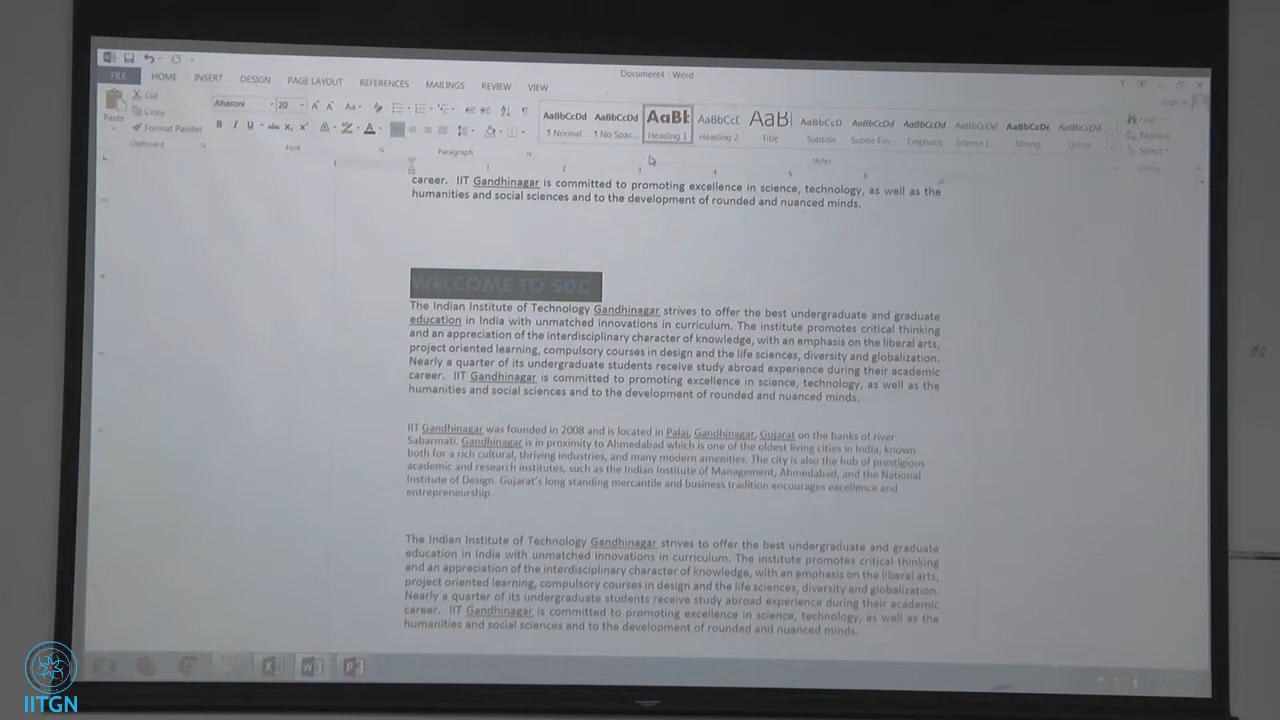 Document4 - Word
FILE HOME INSERT DESIGN PAGE LAYOUT REFERENCES MAILINGS REVIEW VIEW
Sign in
Paste
Cut
Copy
Format Painter
Clipboard
Aharoni 20
Font
Paragraph
AaBbCcDd AaBbCcDd AaBb AaBbCcD AaBl AaBbCcD AaBbCcDd AaBbCcDd AaBbCcDd AaBbCcDc AaBbCcDd
¶ Normal ¶ No Spac... Heading 1 Heading 2 Title Subtitle Subtle Em... Emphasis Intense E... Strong Quote
Styles
Find
Replace
Select
Editing
career. IIT Gandhinagar is committed to promoting excellence in science, technology, as well as the
humanities and social sciences and to the development of rounded and nuanced minds.
WELCOME TO SOC
The Indian Institute of Technology Gandhinagar strives to offer the best undergraduate and graduate
education in India with unmatched innovations in curriculum. The institute promotes critical thinking
and an appreciation of the interdisciplinary character of knowledge, with an emphasis on the liberal arts,
project oriented learning, compulsory courses in design and the life sciences, diversity and globalization.
Nearly a quarter of its undergraduate students receive study abroad experience during their academic
career. IIT Gandhinagar is committed to promoting excellence in science, technology, as well as the
humanities and social sciences and to the development of rounded and nuanced minds.
IIT Gandhinagar was founded in 2008 and is located in Palaj, Gandhinagar, Gujarat on the banks of river
Sabarmati. Gandhinagar is in proximity to Ahmedabad which is one of the oldest living cities in India, known
both for a rich cultural, thriving industries, and many modern amenities. The city is also the hub of prestigious
academic and research institutes, such as the Indian Institute of Management, Ahmedabad, and the National
Institute of Design. Gujarat's long standing mercantile and business tradition encourages excellence and
entrepreneurship.
The Indian Institute of Technology Gandhinagar strives to offer the best undergraduate and graduate
education in India with unmatched innovations in curriculum. The institute promotes critical thinking
and an appreciation of the interdisciplinary character of knowledge, with an emphasis on the liberal arts,
project oriented learning, compulsory courses in design and the life sciences, diversity and globalization.
Nearly a quarter of its undergraduate students receive study abroad experience during their academic
career. IIT Gandhinagar is committed to promoting excellence in science, technology, as well as the
humanities and social sciences and to the development of rounded and nuanced minds.
IITGN